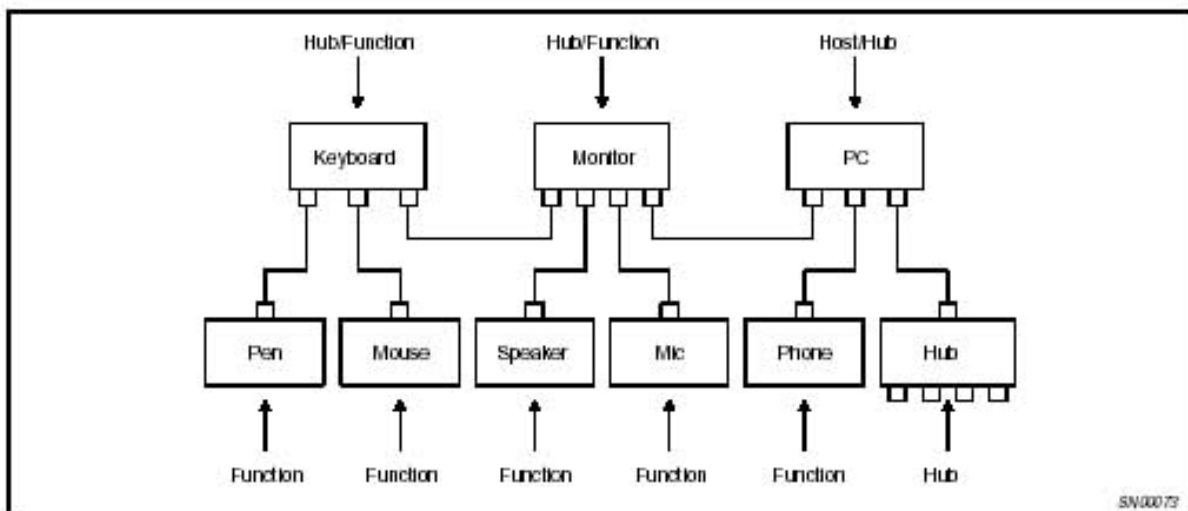 Hub/Function Hub/Function Host/Hub
Keyboard Monitor PC
Pen Mouse Speaker Mic Phone Hub
Function Function Function Function Function Hub
SN00073